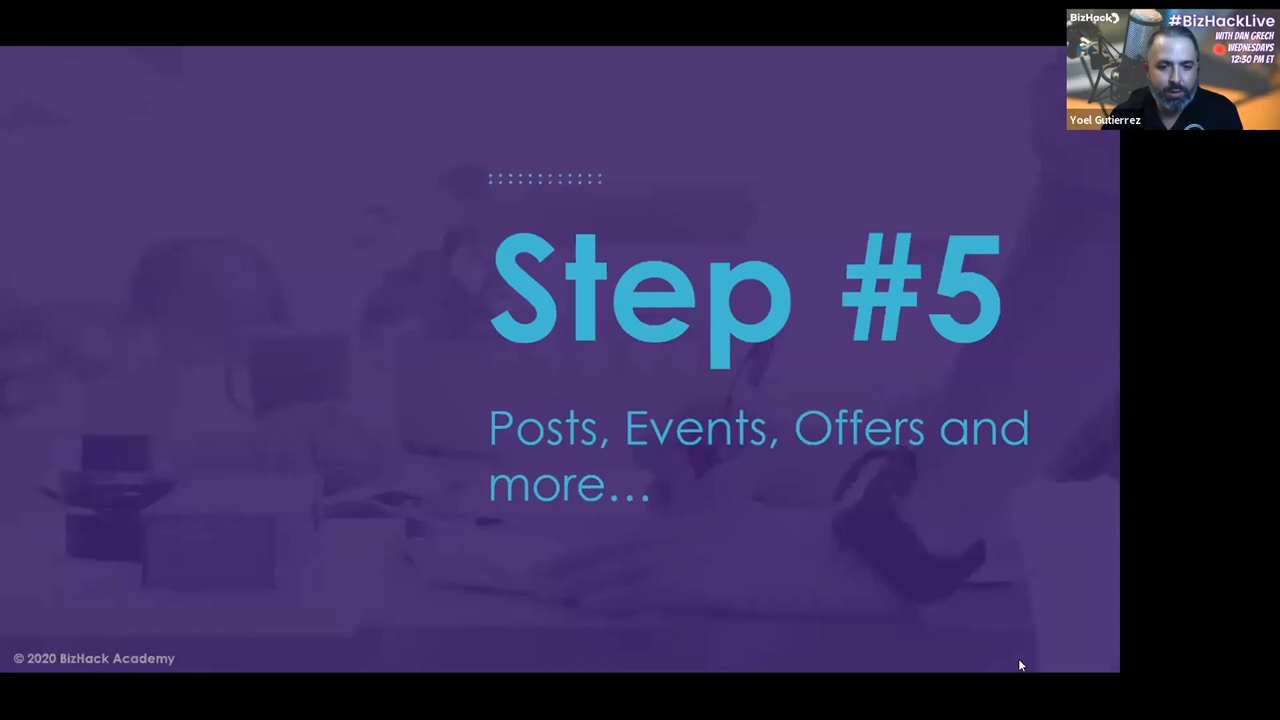 BizHack
#BizHackLive
WITH DAN GRECH
WEDNESDAYS
12:30 PM ET
Yoel Gutierrez
Step #5
Posts, Events, Offers and
more...
© 2020 BizHack Academy